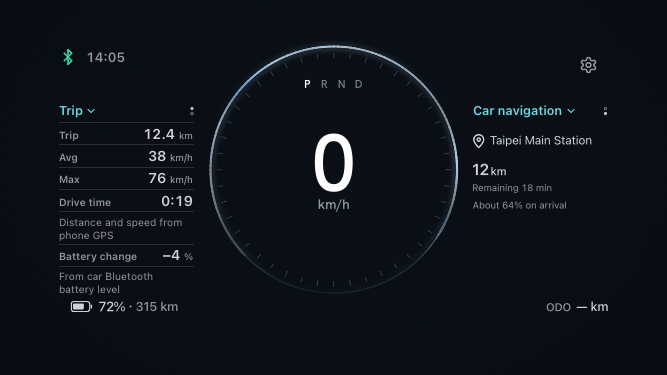 14:05
P R N D
Trip
Trip 12.4 km
Avg 38 km/h
Max 76 km/h
Drive time 0:19
Distance and speed from
phone GPS
Battery change −4 %
From car Bluetooth
battery level
72% · 315 km
0
km/h
Car navigation
Taipei Main Station
12 km
Remaining 18 min
About 64% on arrival
ODO — km